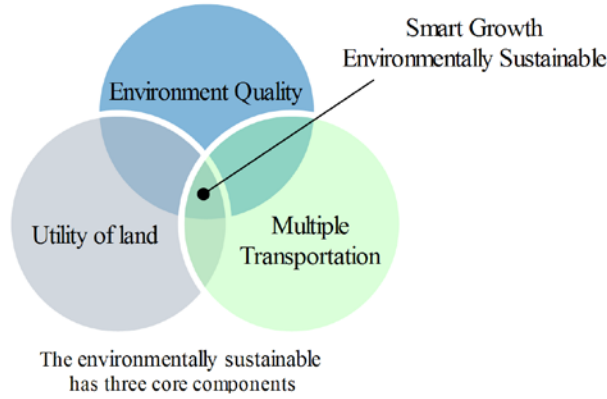 Smart Growth
Environmentally Sustainable
Environment Quality
Utility of land
Multiple
Transportation
The environmentally sustainable
has three core components